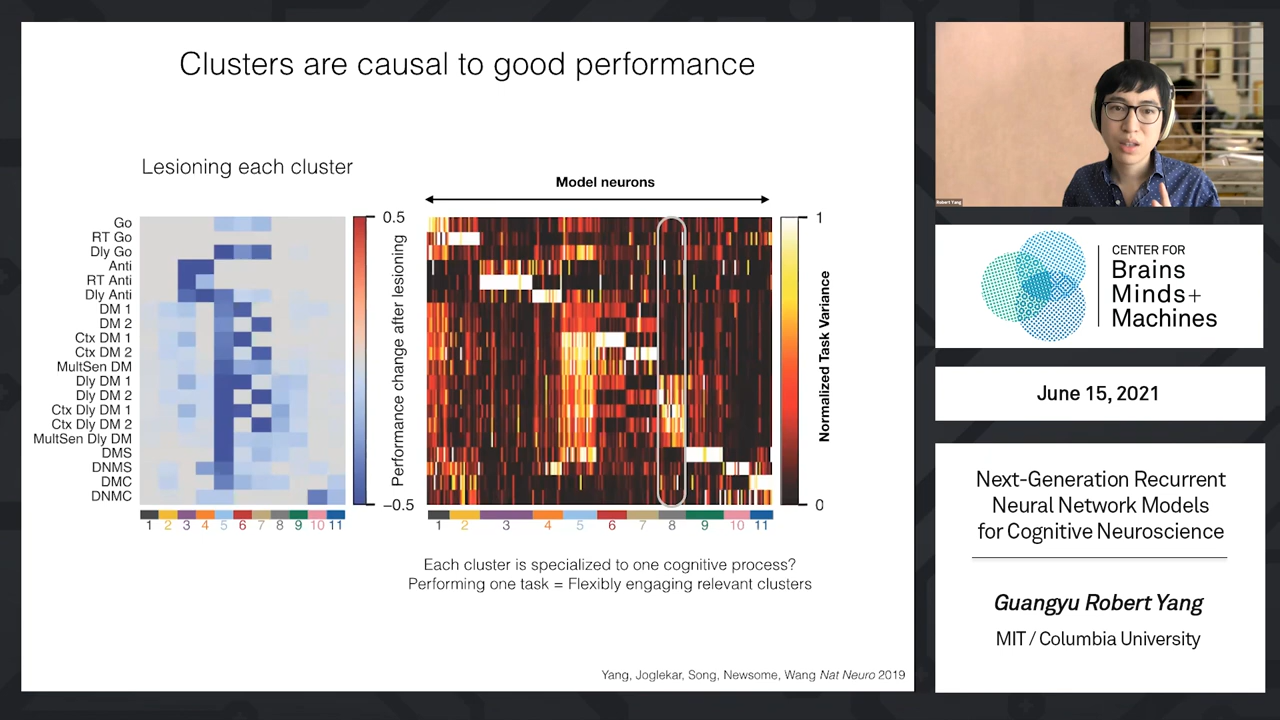 Clusters are causal to good performance
Lesioning each cluster
Go
RT Go
Dly Go
Anti
RT Anti
Dly Anti
DM 1
DM 2
Ctx DM 1
Ctx DM 2
MultSen DM
Dly DM 1
Dly DM 2
Ctx Dly DM 1
Ctx Dly DM 2
MultSen Dly DM
DMS
DNMS
DMC
DNMC
1 2 3 4 5 6 7 8 9 10 11
0.5
Performance change after lesioning
−0.5
Model neurons
1 2 3 4 5 6 7 8 9 10 11
1
Normalized Task Variance
0
Each cluster is specialized to one cognitive process?
Performing one task = Flexibly engaging relevant clusters
Yang, Joglekar, Song, Newsome, Wang Nat Neuro 2019
Robert Yang
CENTER FOR
Brains
Minds+
Machines
June 15, 2021
Next-Generation Recurrent
Neural Network Models
for Cognitive Neuroscience
Guangyu Robert Yang
MIT / Columbia University